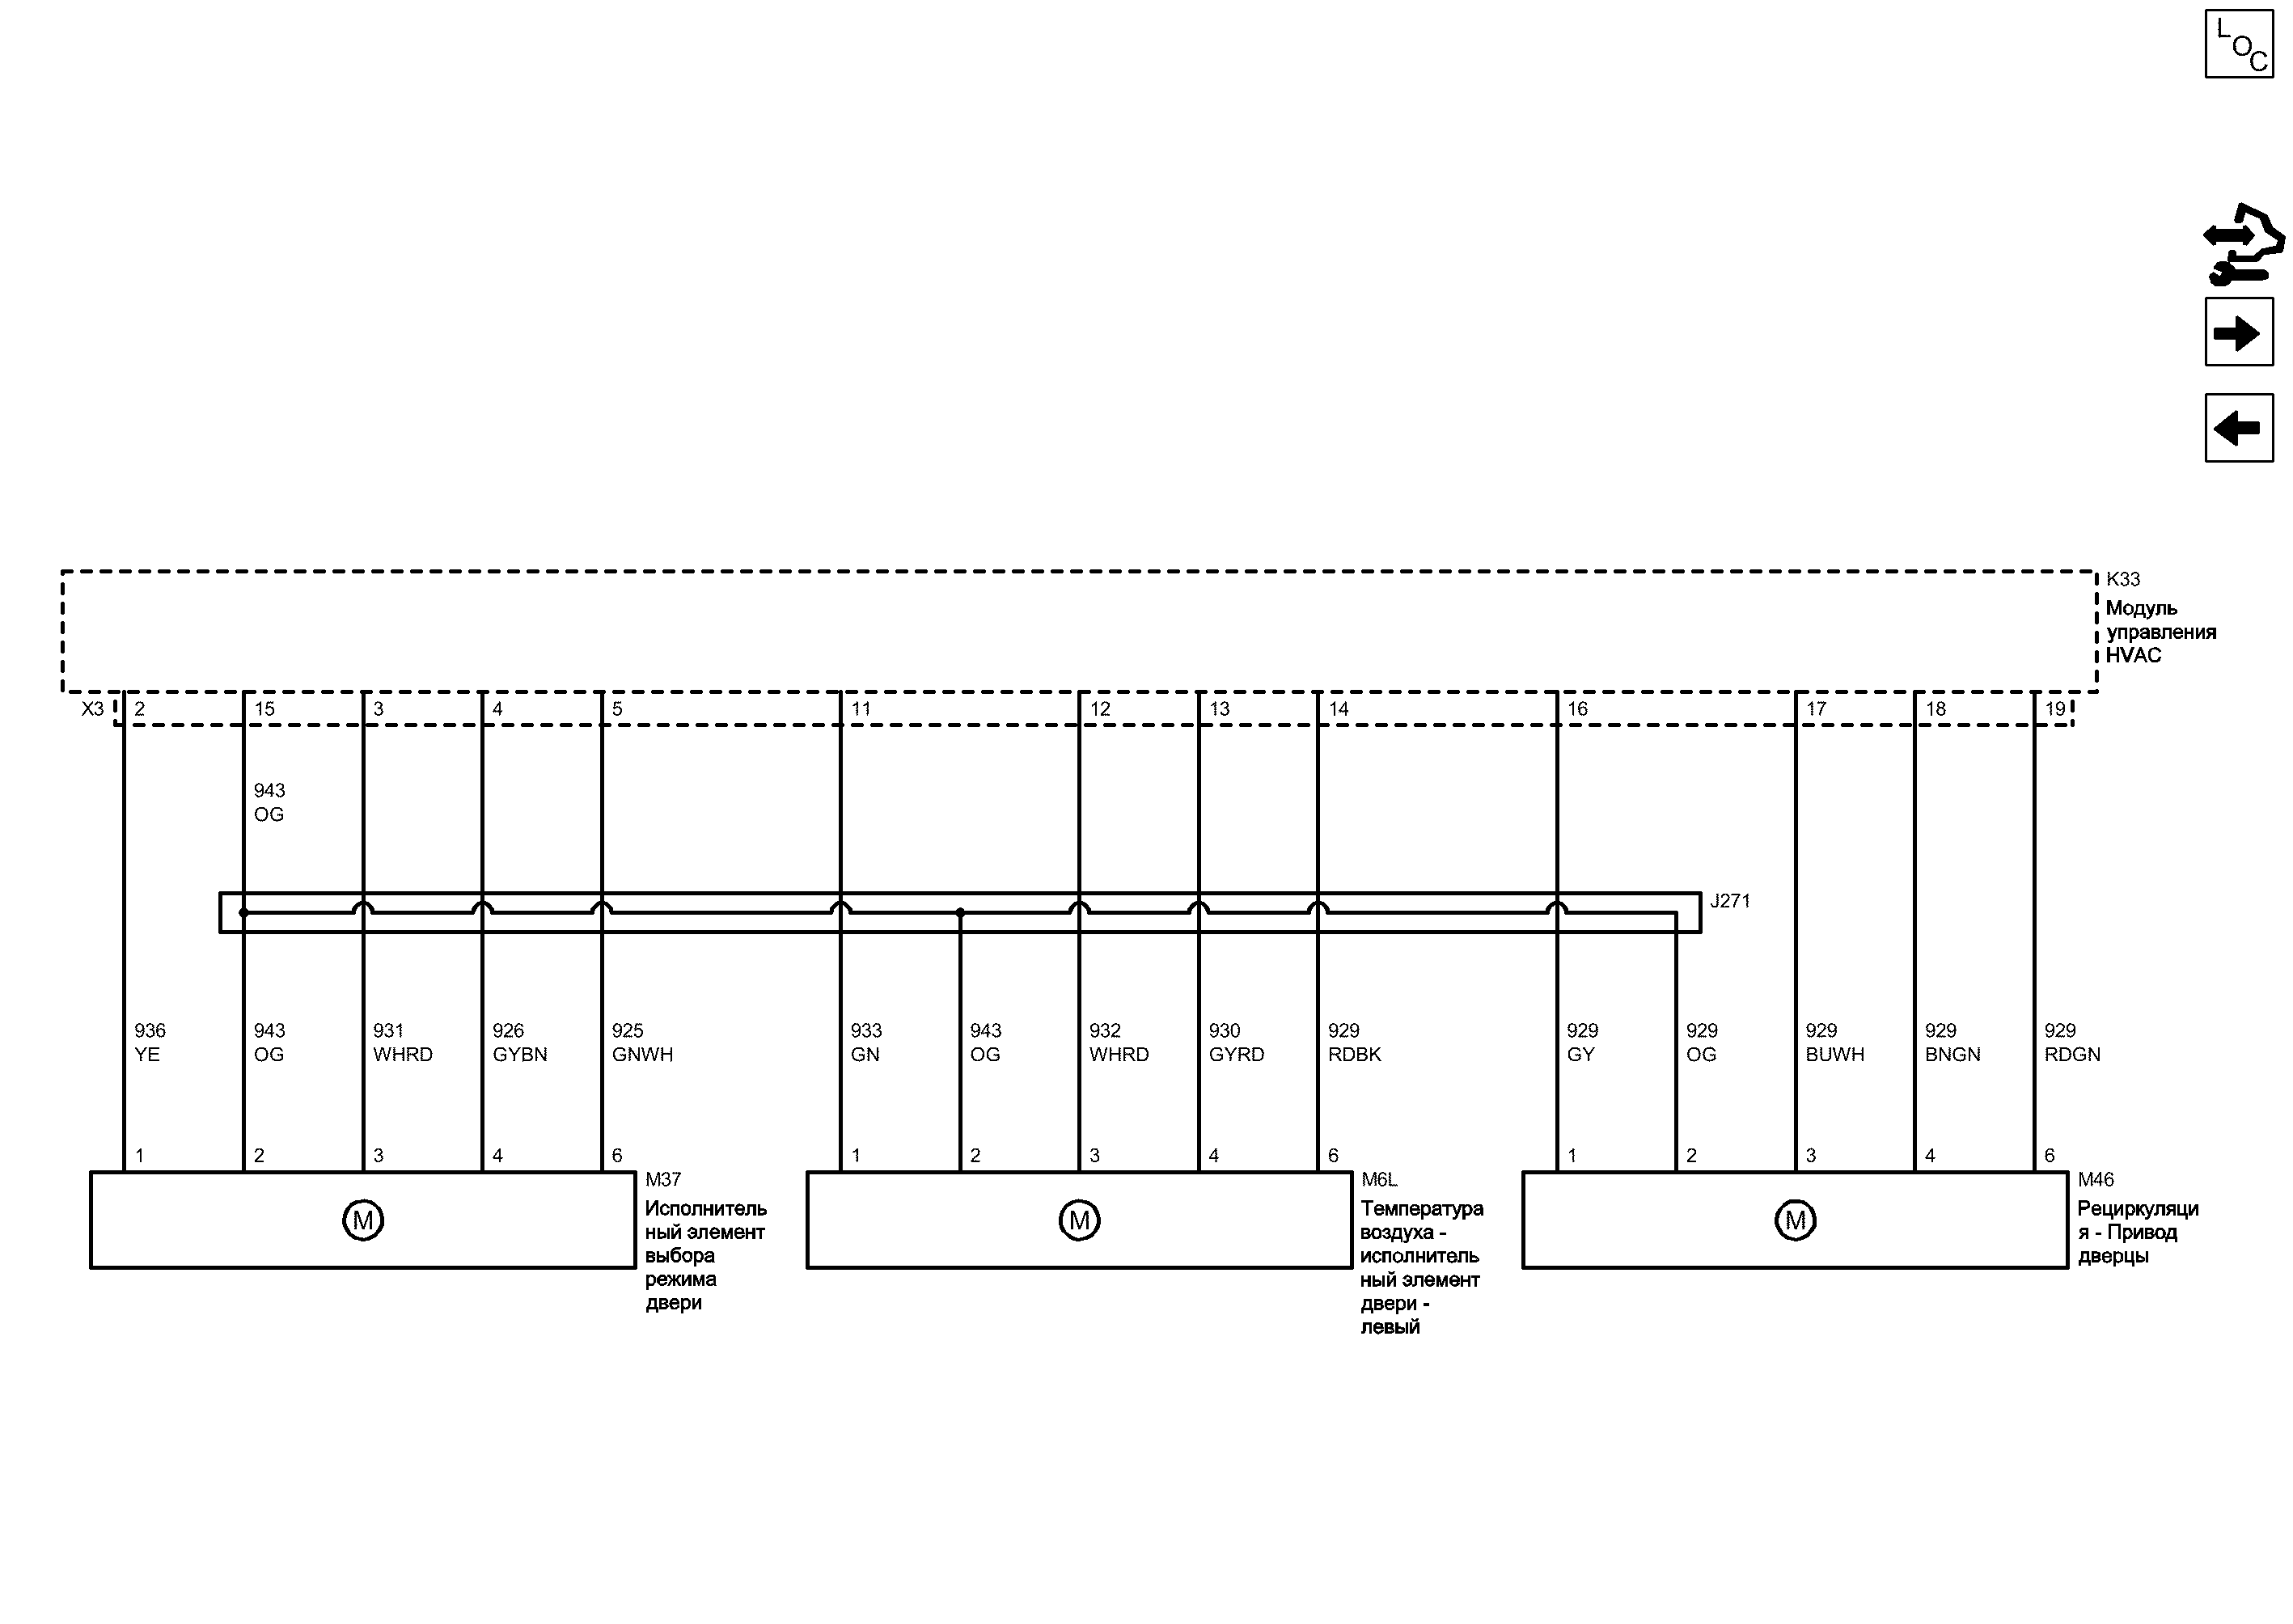 L
O
C
K33
Модуль
управления
HVAC
X3 2 15 3 4 5 11 12 13 14 16 17 18 19
943
OG
J271
936 943 931 926 925 933 943 932 930 929 929 929 929 929 929
YE OG WHRD GYBN GNWH GN OG WHRD GYRD RDBK GY OG BUWH BNGN RDGN
1 2 3 4 6 1 2 3 4 6 1 2 3 4 6
M
M37
Исполнитель
ный элемент
выбора
режима
двери
M
M6L
Температура
воздуха -
исполнитель
ный элемент
двери -
левый
M
M46
Рециркуляци
я - Привод
дверцы